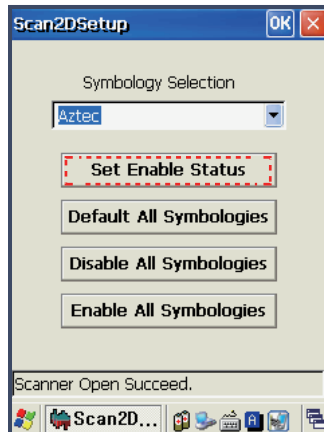 Scan2DSetup OK
Symbology Selection
Aztec
Set Enable Status
Default All Symbologies
Disable All Symbologies
Enable All Symbologies
Scanner Open Succeed.
Scan2D... A